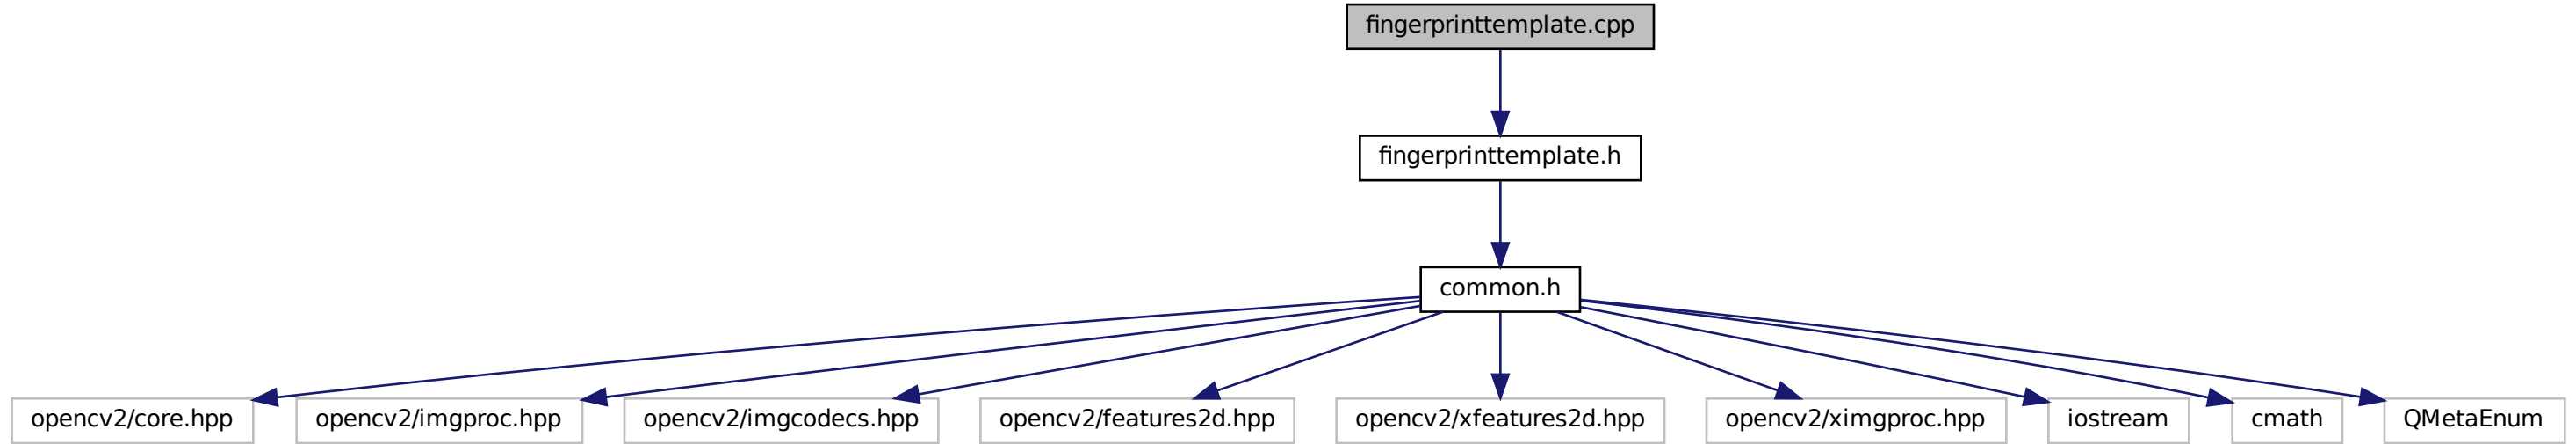 fingerprinttemplate.cpp
fingerprinttemplate.h
common.h
opencv2/core.hpp
opencv2/imgproc.hpp
opencv2/imgcodecs.hpp
opencv2/features2d.hpp
opencv2/xfeatures2d.hpp
opencv2/ximgproc.hpp
iostream
cmath
QMetaEnum